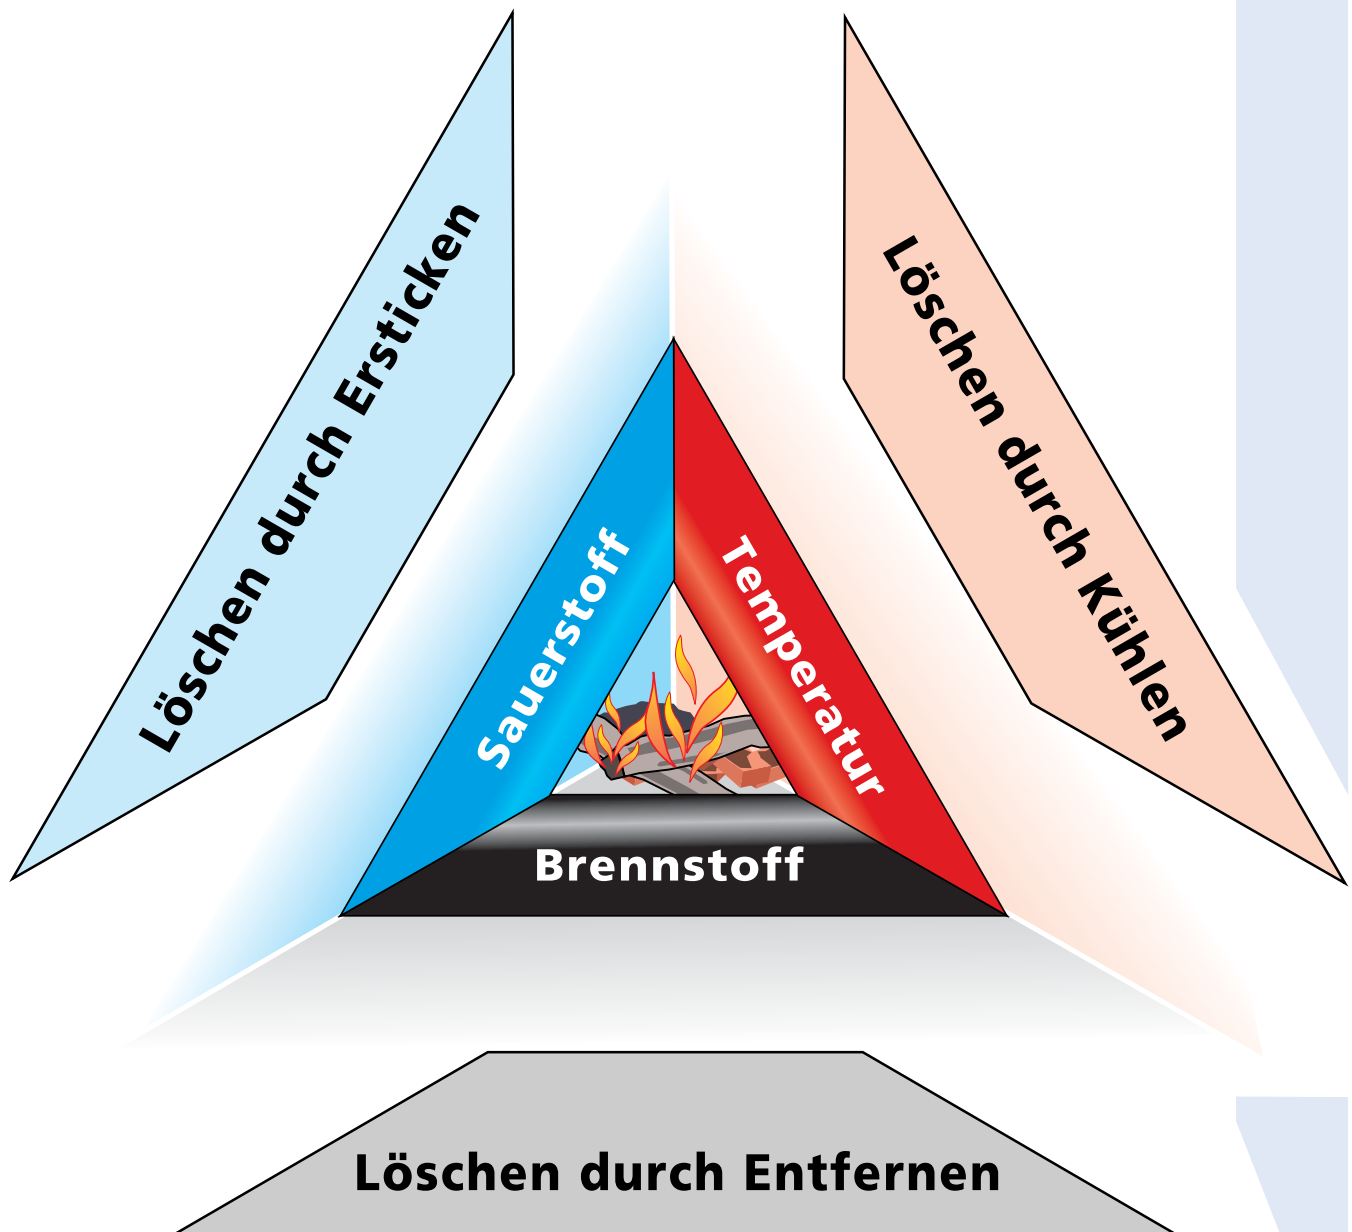 Löschen durch Ersticken
Löschen durch Kühlen
Sauerstoff
Temperatur
Brennstoff
Löschen durch Entfernen